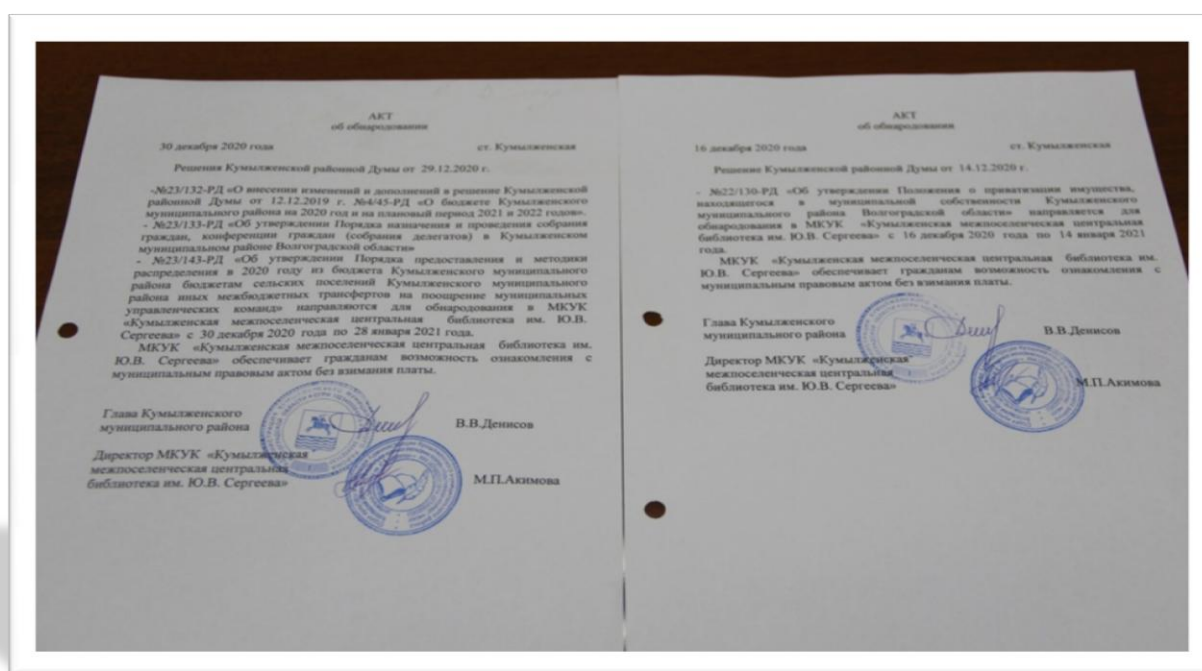 АКТ
об обнародовании
30 декабря 2020 года ст. Кумылженская
Решения Кумылженской районной Думы от 29.12.2020 г.
-№23/132-РД «О внесении изменений и дополнений в решение Кумылженской
районной Думы от 12.12.2019 г. №4/45-РД «О бюджете Кумылженского
муниципального района на 2020 год и на плановый период 2021 и 2022 годов».
- №23/133-РД «Об утверждении Порядка назначения и проведения собрания
граждан, конференции граждан (собрания делегатов) в Кумылженском
муниципальном районе Волгоградской области»
- №23/143-РД «Об утверждении Порядка предоставления и методики
распределения в 2020 году из бюджета Кумылженского муниципального
района бюджетам сельских поселений Кумылженского муниципального
района иных межбюджетных трансфертов на поощрение муниципальных
управленческих команд» направляются для обнародования в МКУК
«Кумылженская межпоселенческая центральная библиотека им. Ю.В.
Сергеева» с 30 декабря 2020 года по 28 января 2021 года.
МКУК «Кумылженская межпоселенческая центральная библиотека им.
Ю.В. Сергеева» обеспечивает гражданам возможность ознакомления с
муниципальным правовым актом без взимания платы.
Глава Кумылженского
муниципального района В.В.Денисов
Директор МКУК «Кумылженская
межпоселенческая центральная
библиотека им. Ю.В. Сергеева» М.П.Акимова
АКТ
об обнародовании
16 декабря 2020 года ст. Кумылженская
Решение Кумылженской районной Думы от 14.12.2020 г.
- №22/130-РД «Об утверждении Положения о приватизации имущества,
находящегося в муниципальной собственности Кумылженского
муниципального района Волгоградской области» направляется для
обнародования в МКУК «Кумылженская межпоселенческая центральная
библиотека им. Ю.В. Сергеева» с 16 декабря 2020 года по 14 января 2021
года.
МКУК «Кумылженская межпоселенческая центральная библиотека им.
Ю.В. Сергеева» обеспечивает гражданам возможность ознакомления с
муниципальным правовым актом без взимания платы.
Глава Кумылженского
муниципального района В.В.Денисов
Директор МКУК «Кумылженская
межпоселенческая центральная
библиотека им. Ю.В. Сергеева» М.П.Акимова